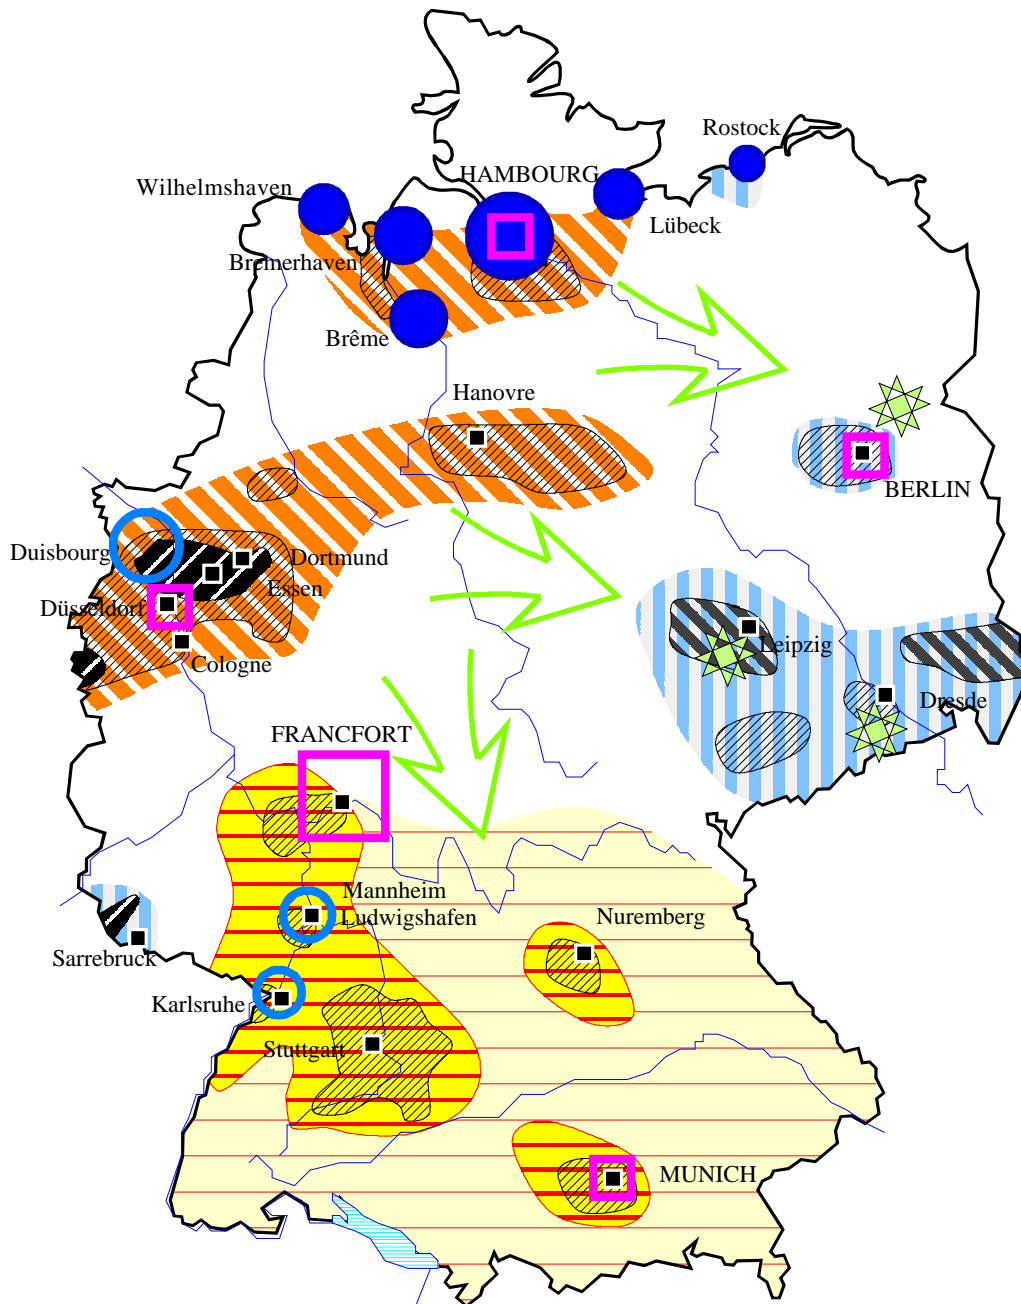 Rostock
HAMBOURG
Wilhelmshaven
Lübeck
Bremerhaven
Brême
Hanovre
BERLIN
Duisbourg
Dortmund
Essen
Düsseldorf
Cologne
Leipzig
Dresde
FRANCFORT
Mannheim
Ludwigshafen
Nuremberg
Sarrebruck
Karlsruhe
Stuttgart
MUNICH